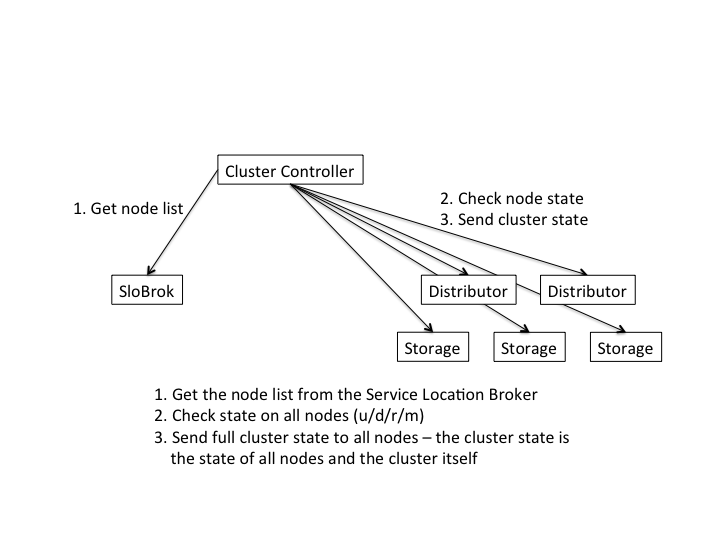 Cluster Controller
1. Get node list
2. Check node state
3. Send cluster state
SloBrok
Distributor
Distributor
Storage
Storage
Storage
1. Get the node list from the Service Location Broker
2. Check state on all nodes (u/d/r/m)
3. Send full cluster state to all nodes – the cluster state is
the state of all nodes and the cluster itself